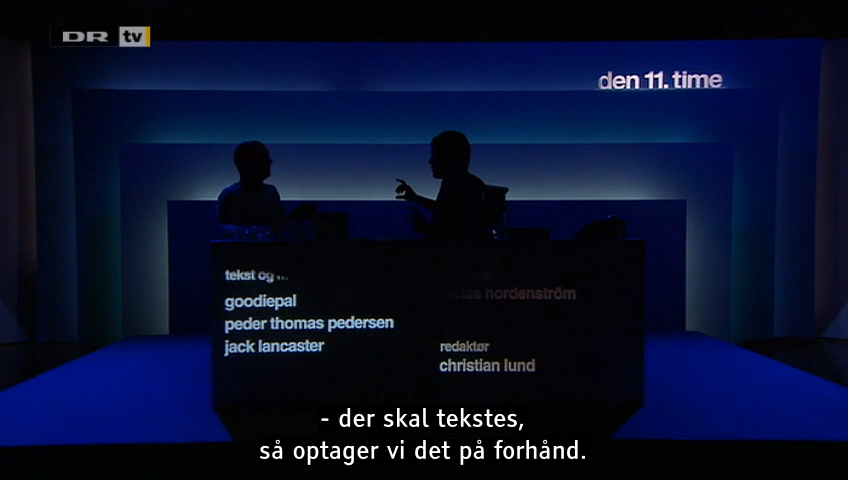 DR tv
den 11. time
tekst og
goodiepal
peder thomas pedersen
jack lancaster
nordenström
redaktør
christian lund
- der skal tekstes,
så optager vi det på forhånd.